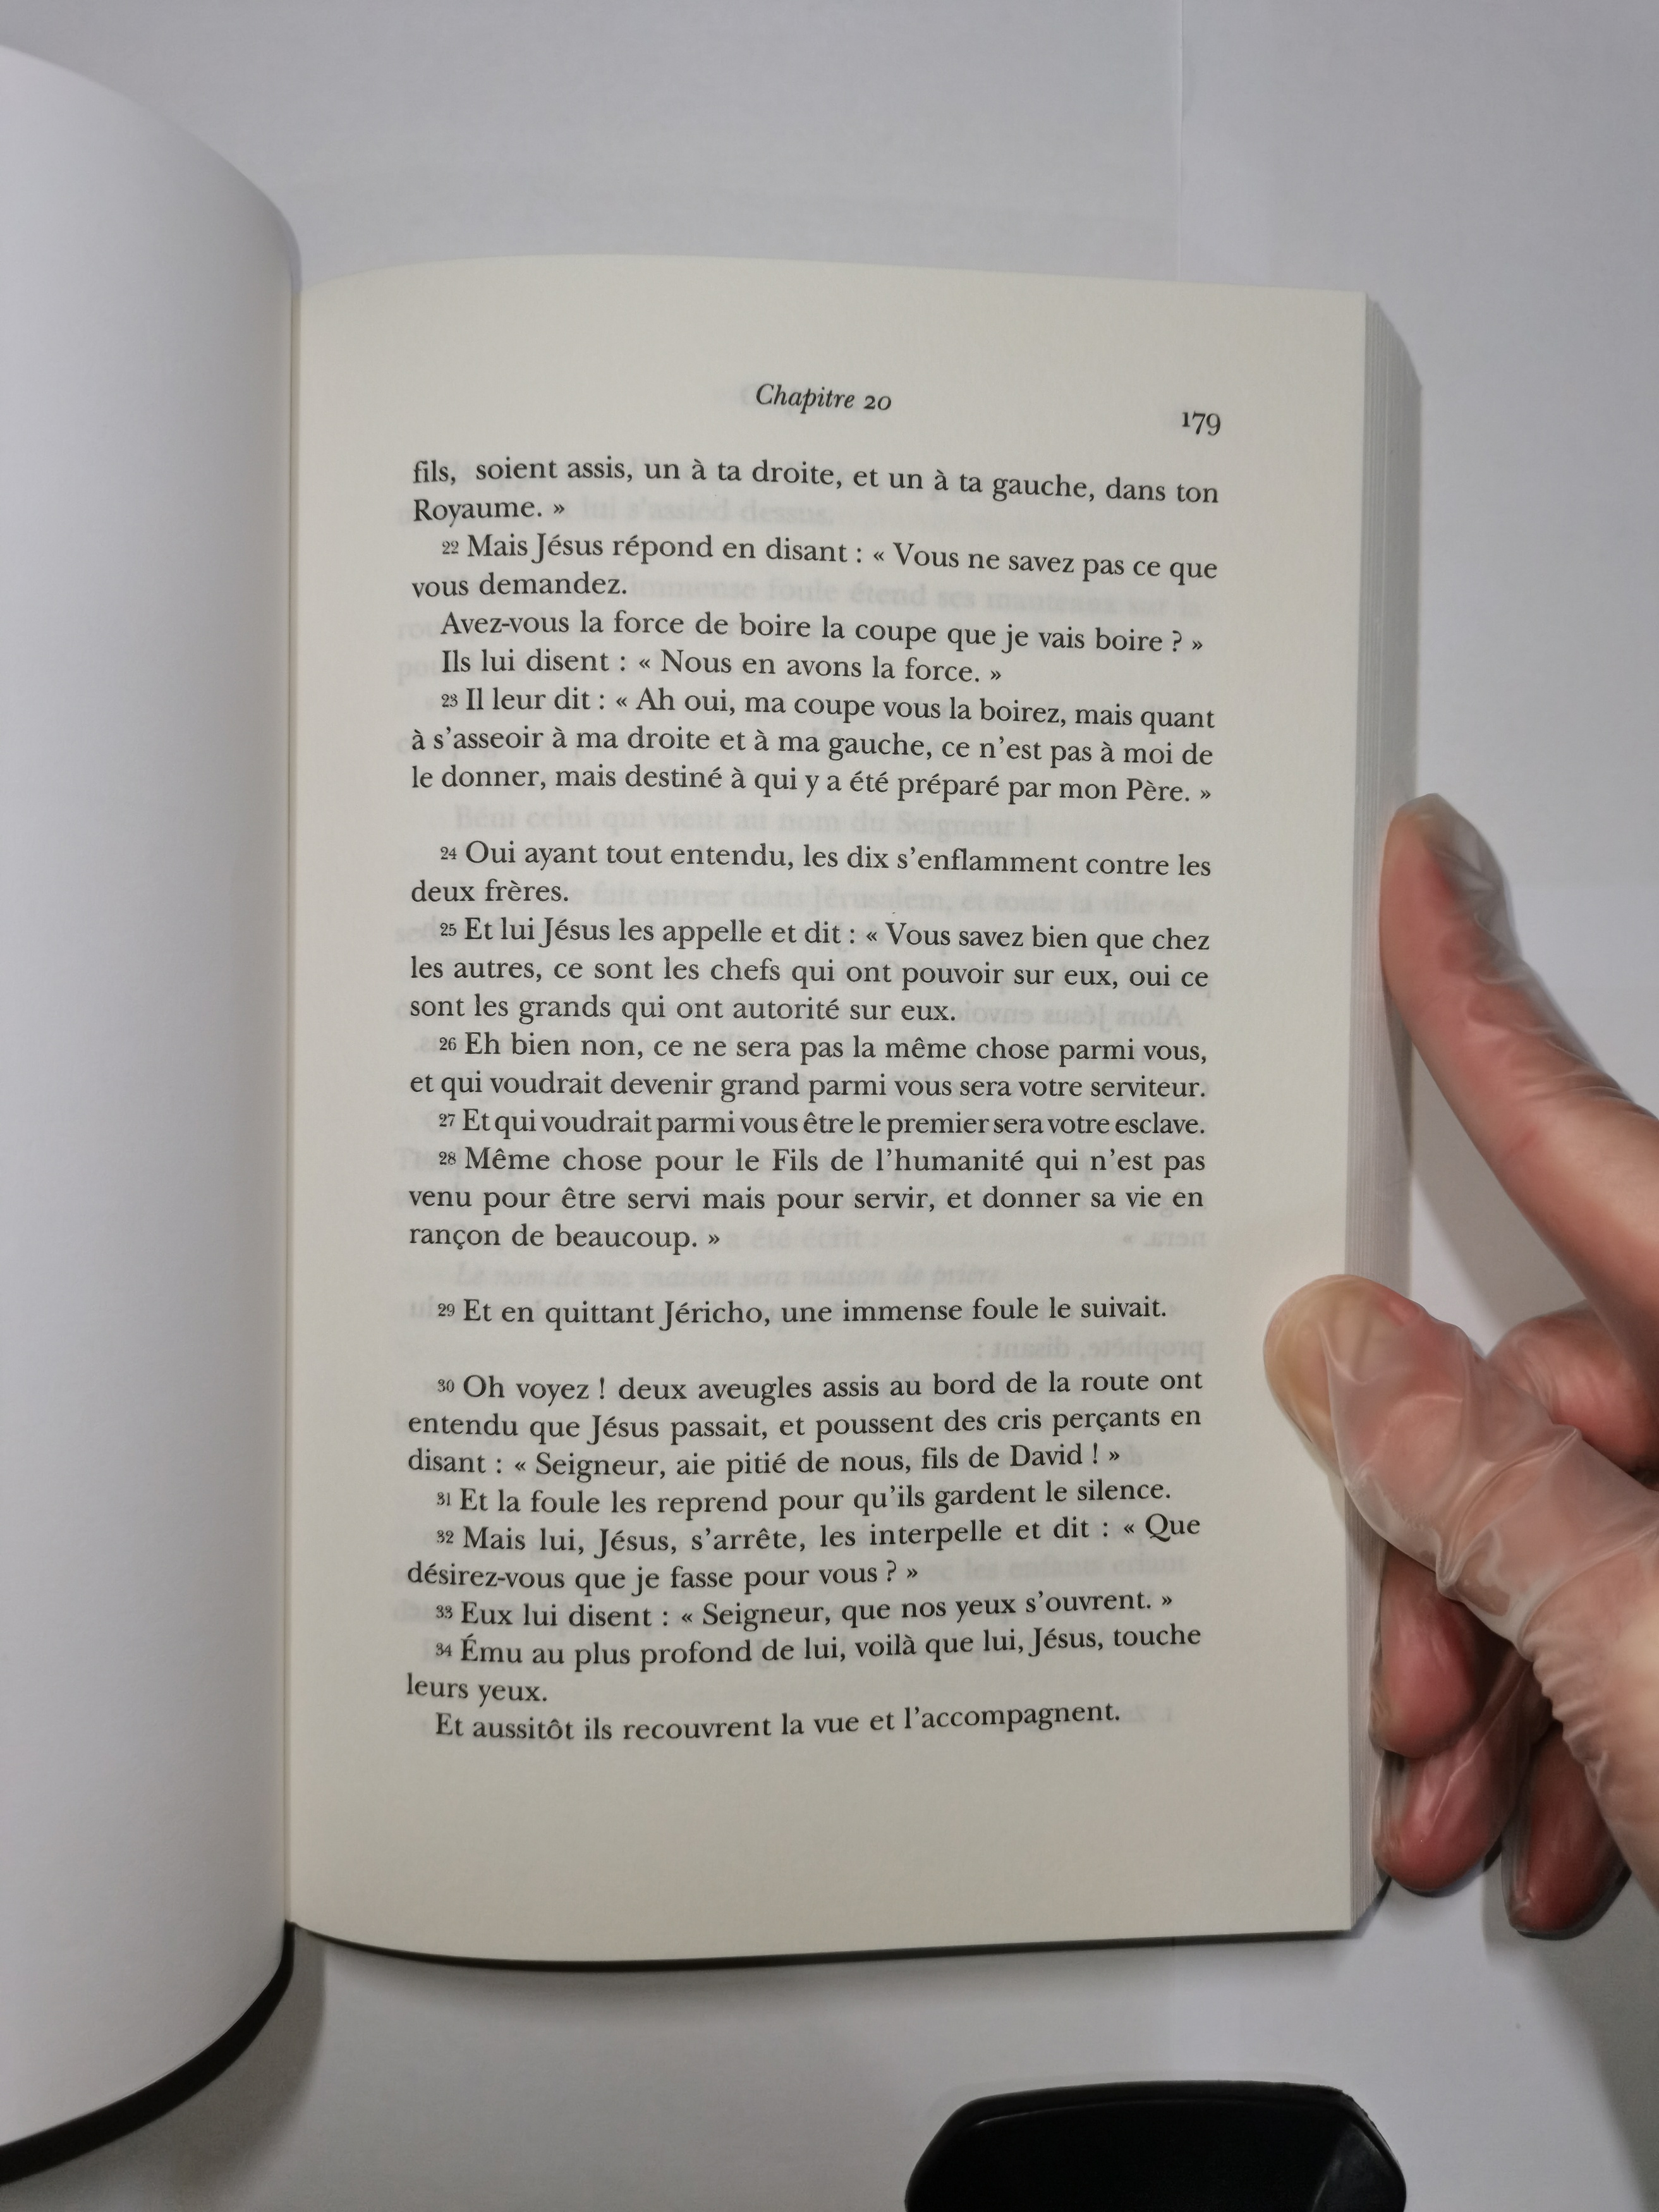 Chapitre 20
179
fils, soient assis, un à ta droite, et un à ta gauche, dans ton
Royaume. »
22 Mais Jésus répond en disant : « Vous ne savez pas ce que
vous demandez.
Avez-vous la force de boire la coupe que je vais boire ? »
Ils lui disent : « Nous en avons la force. »
23 Il leur dit : « Ah oui, ma coupe vous la boirez, mais quant
à s'asseoir à ma droite et à ma gauche, ce n'est pas à moi de
le donner, mais destiné à qui y a été préparé par mon Père. »
24 Oui ayant tout entendu, les dix s'enflamment contre les
deux frères.
25 Et lui Jésus les appelle et dit : « Vous savez bien que chez
les autres, ce sont les chefs qui ont pouvoir sur eux, oui ce
sont les grands qui ont autorité sur eux.
26 Eh bien non, ce ne sera pas la même chose parmi vous,
et qui voudrait devenir grand parmi vous sera votre serviteur.
27 Et qui voudrait parmi vous être le premier sera votre esclave.
28 Même chose pour le Fils de l'humanité qui n'est pas
venu pour être servi mais pour servir, et donner sa vie en
rançon de beaucoup. »
29 Et en quittant Jéricho, une immense foule le suivait.
30 Oh voyez ! deux aveugles assis au bord de la route ont
entendu que Jésus passait, et poussent des cris perçants en
disant : « Seigneur, aie pitié de nous, fils de David ! »
31 Et la foule les reprend pour qu'ils gardent le silence.
32 Mais lui, Jésus, s'arrête, les interpelle et dit : « Que
désirez-vous que je fasse pour vous ? »
33 Eux lui disent : « Seigneur, que nos yeux s'ouvrent. »
34 Ému au plus profond de lui, voilà que lui, Jésus, touche
leurs yeux.
Et aussitôt ils recouvrent la vue et l'accompagnent.